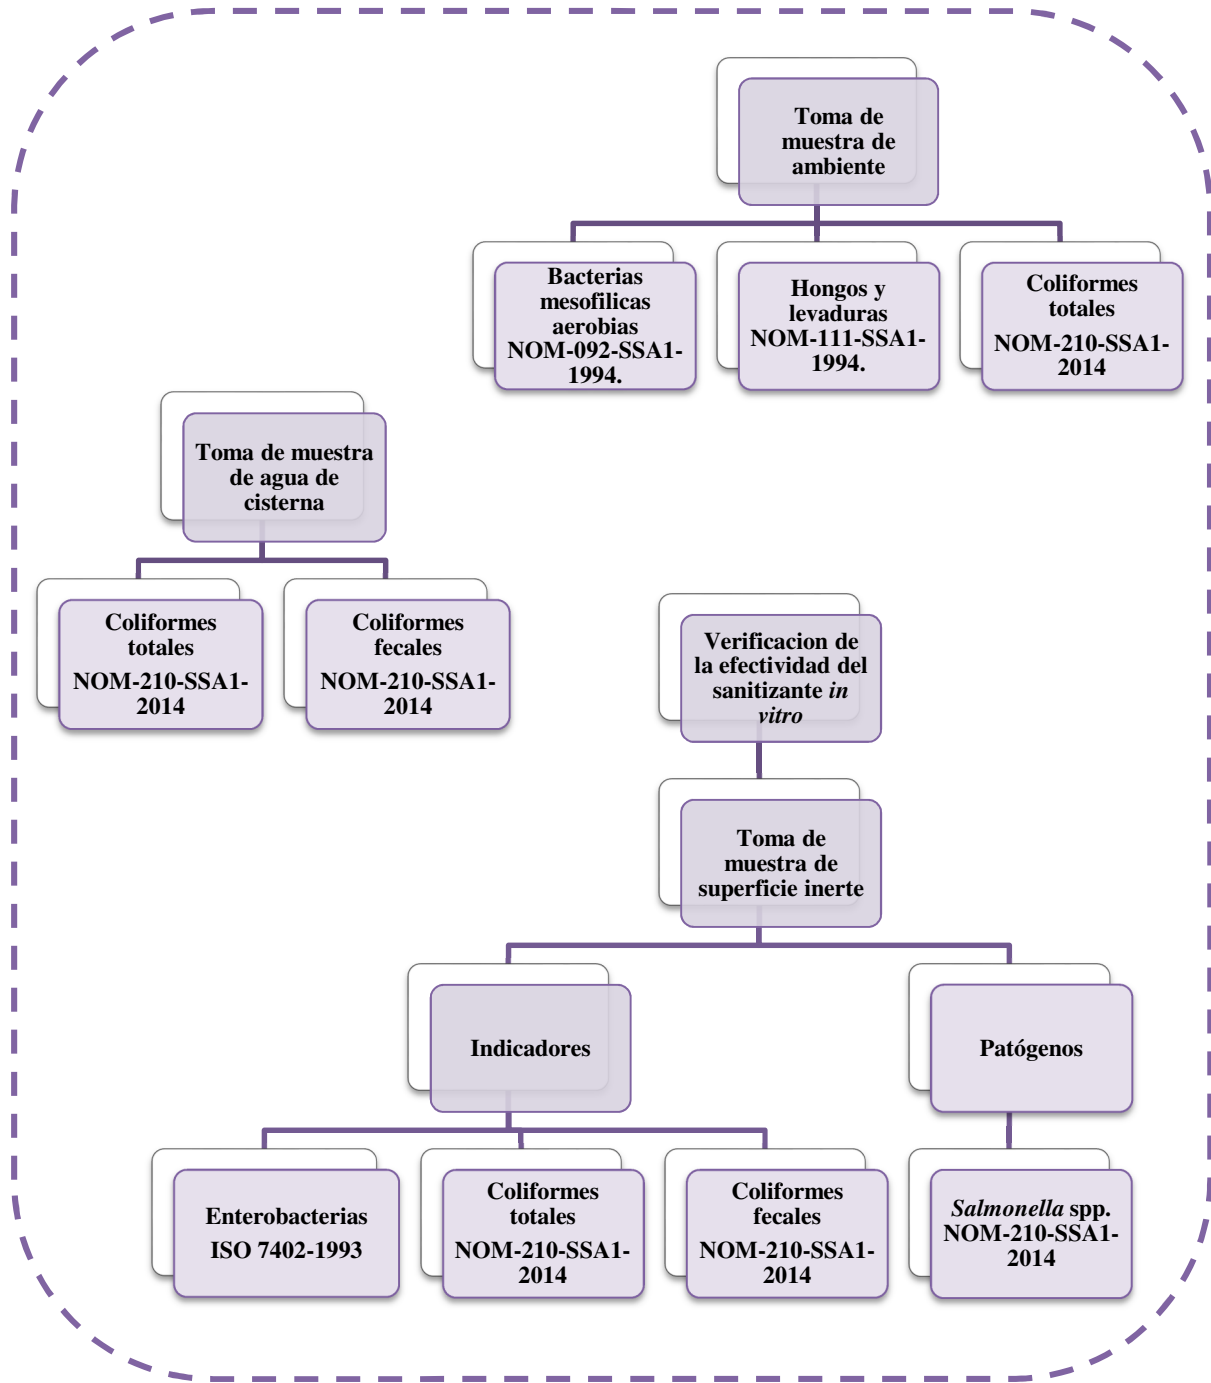 Toma de
muestra de
ambiente
Bacterias
mesofilicas
aerobias
NOM-092-SSA1-
1994.
Hongos y
levaduras
NOM-111-SSA1-
1994.
Coliformes
totales
NOM-210-SSA1-
2014
Toma de muestra
de agua de
cisterna
Coliformes
totales
NOM-210-SSA1-
2014
Coliformes
fecales
NOM-210-SSA1-
2014
Verificacion de
la efectividad del
sanitizante in
vitro
Toma de
muestra de
superficie inerte
Indicadores
Patógenos
Enterobacterias
ISO 7402-1993
Coliformes
totales
NOM-210-SSA1-
2014
Coliformes
fecales
NOM-210-SSA1-
2014
Salmonella spp.
NOM-210-SSA1-
2014